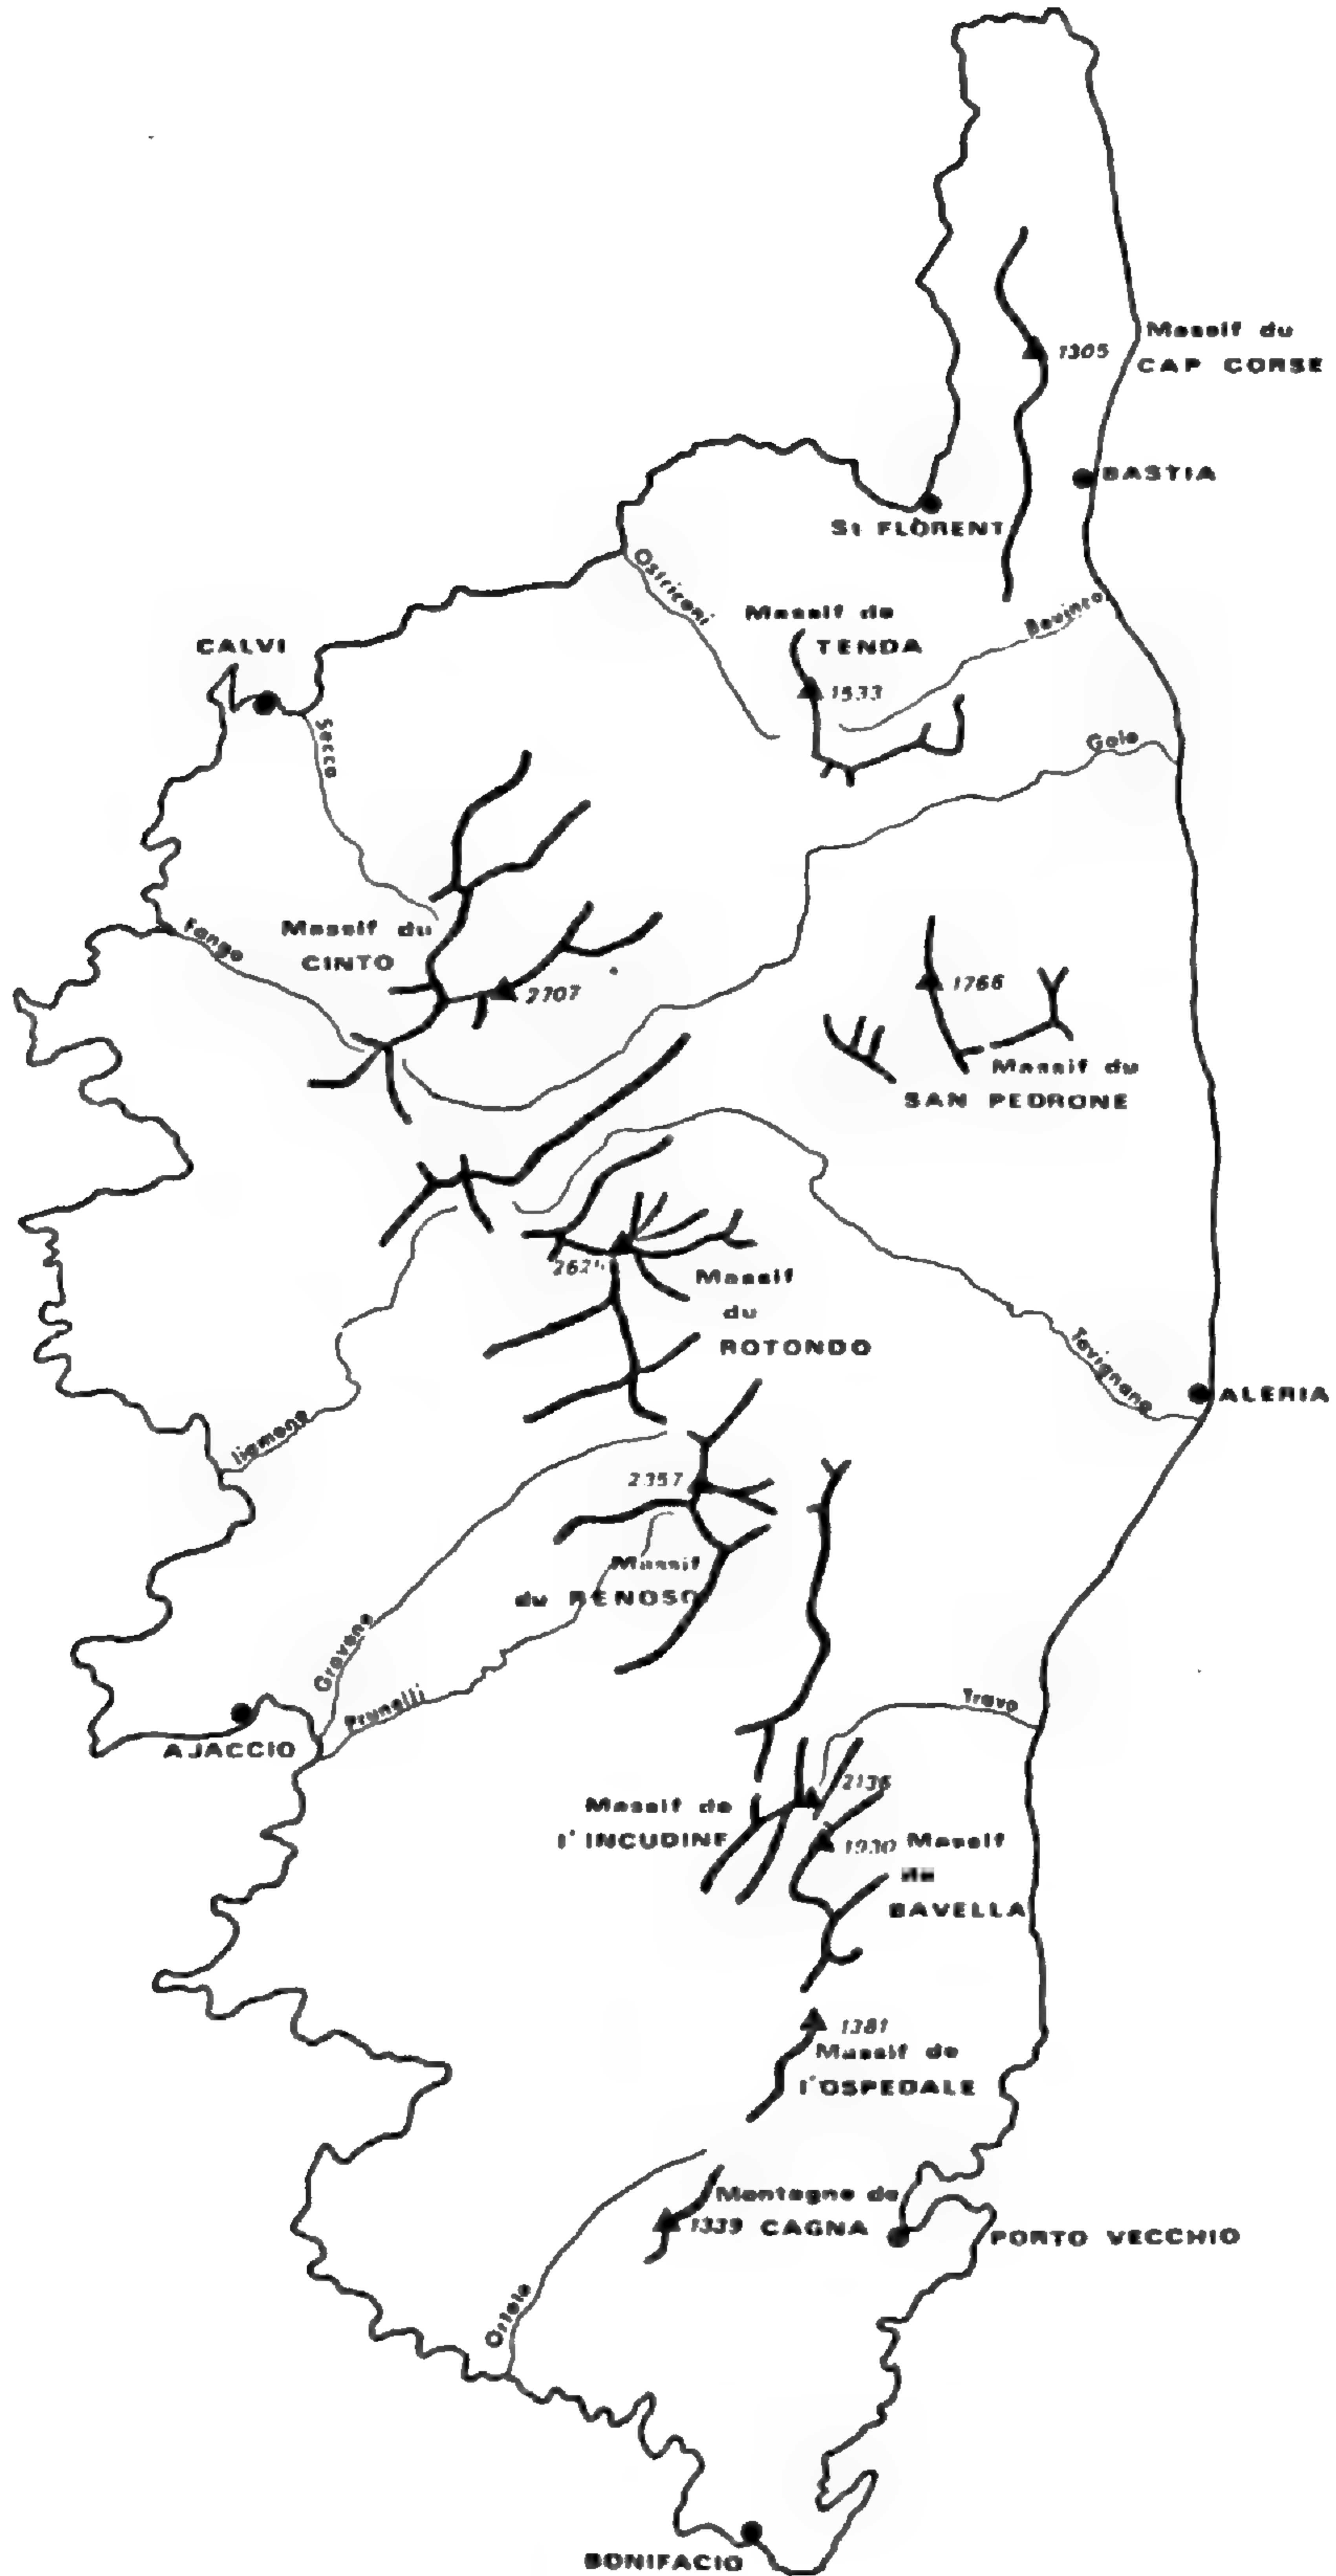 Massif du
CAP CORSE
1305
BASTIA
St FLORENT
Ostriconi
Massif de
TENDA
1533
Bevinco
CALVI
Secco
Golo
Fango
Massif du
CINTO
2707
1766
Massif du
SAN PEDRONE
Massif
du
ROTONDO
Tavignano
ALERIA
liamone
2357
Massif
du RENOSO
Gravone
Prunelli
AJACCIO
Travo
2136
Massif de
l'INCUDINE
1930
Massif
de
BAVELLA
1381
Massif de
l'OSPEDALE
Montagne de
1339 CAGNA
PORTO VECCHIO
Ortolo
BONIFACIO